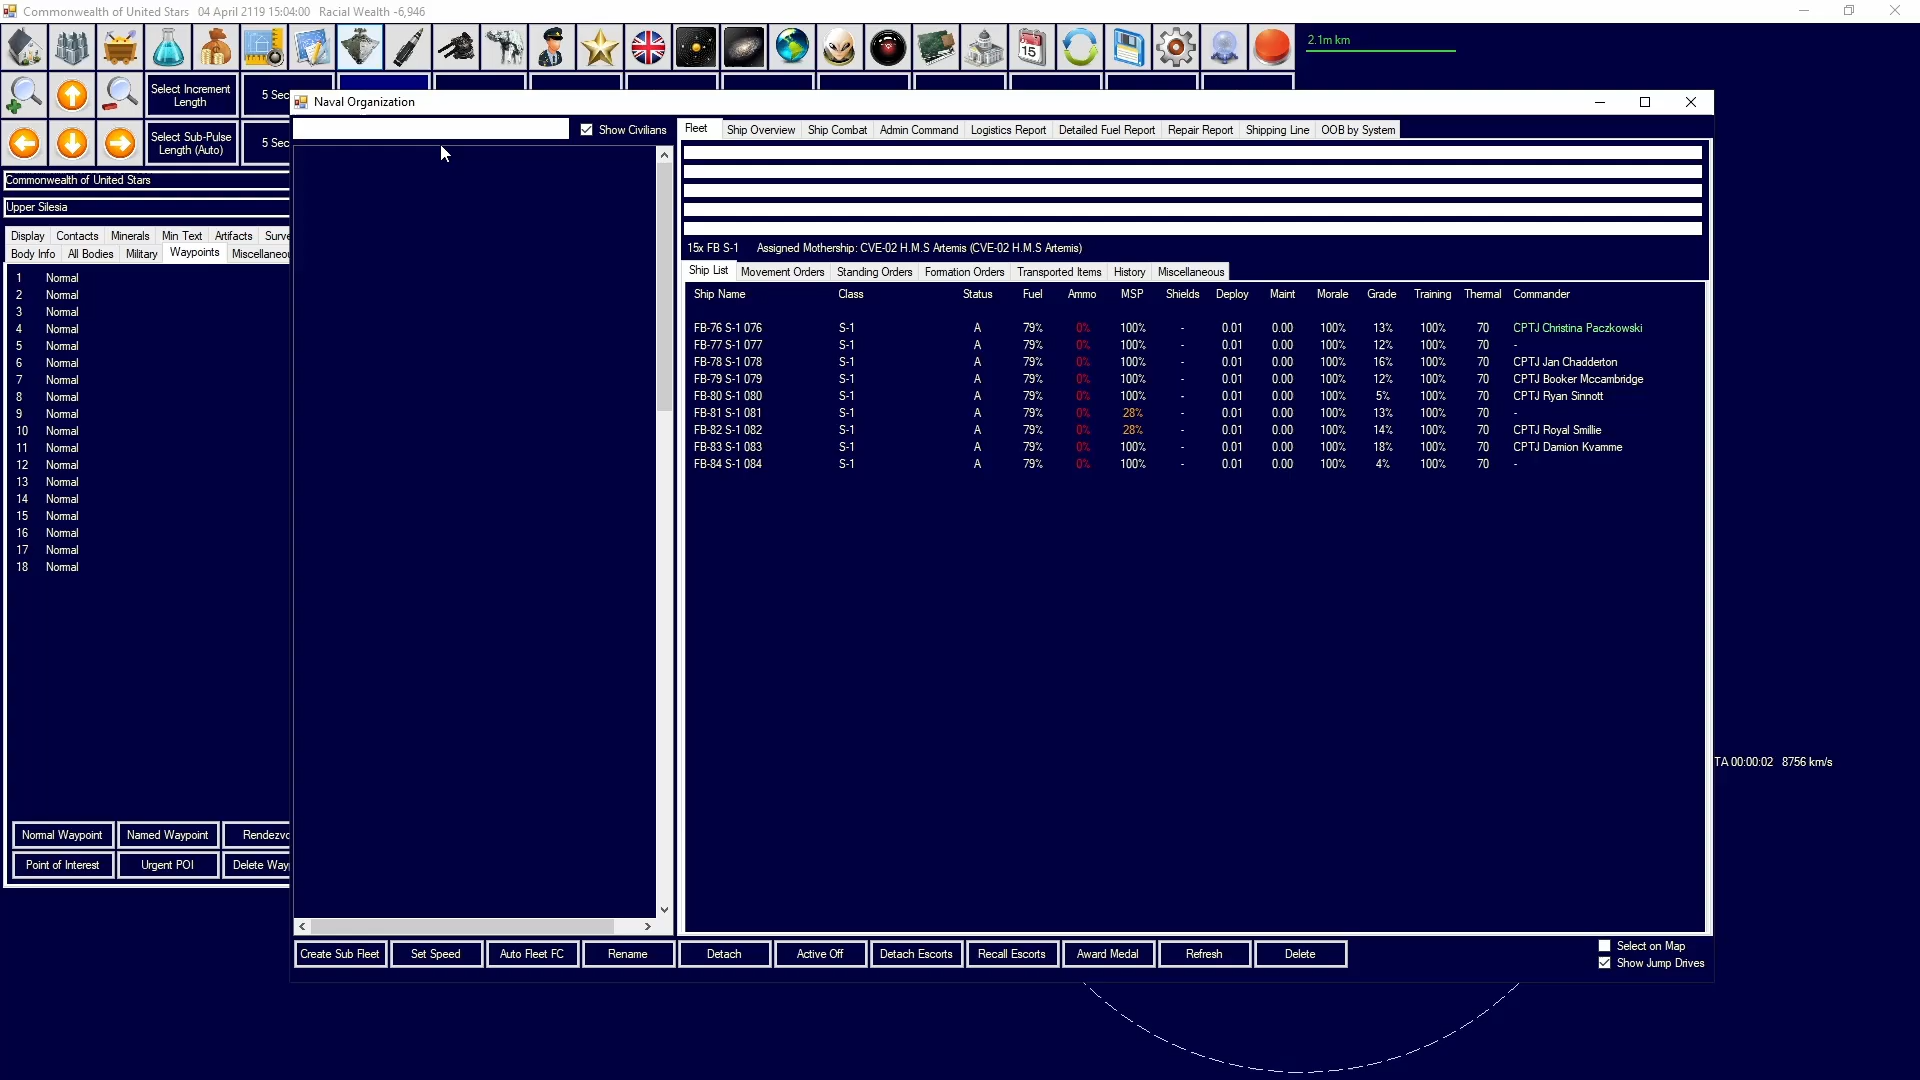 Commonwealth of United Stars   04 April 2119 15:04:00   Racial Wealth -6,946
2.1m km
Select Increment Length
5 Sec
Select Sub-Pulse Length (Auto)
5 Sec
Commonwealth of United Stars
Upper Silesia
Display Contacts Minerals Min Text Artifacts Surve
Body Info All Bodies Military Waypoints Miscellaneou
1 Normal
2 Normal
3 Normal
4 Normal
5 Normal
6 Normal
7 Normal
8 Normal
9 Normal
10 Normal
11 Normal
12 Normal
13 Normal
14 Normal
15 Normal
16 Normal
17 Normal
18 Normal
Normal Waypoint Named Waypoint Rendezvo
Point of Interest Urgent POI Delete Way
Naval Organization
Show Civilians
Fleet Ship Overview Ship Combat Admin Command Logistics Report Detailed Fuel Report Repair Report Shipping Line OOB by System
15x FB S-1 Assigned Mothership: CVE-02 H.M.S Artemis (CVE-02 H.M.S Artemis)
Ship List Movement Orders Standing Orders Formation Orders Transported Items History Miscellaneous
Ship Name Class Status Fuel Ammo MSP Shields Deploy Maint Morale Grade Training Thermal Commander
FB-76 S-1 076 S-1 A 79% 0% 100% - 0.01 0.00 100% 13% 100% 70 CPTJ Christina Paczkowski
FB-77 S-1 077 S-1 A 79% 0% 100% - 0.01 0.00 100% 12% 100% 70 -
FB-78 S-1 078 S-1 A 79% 0% 100% - 0.01 0.00 100% 16% 100% 70 CPTJ Jan Chadderton
FB-79 S-1 079 S-1 A 79% 0% 100% - 0.01 0.00 100% 12% 100% 70 CPTJ Booker Mccambridge
FB-80 S-1 080 S-1 A 79% 0% 100% - 0.01 0.00 100% 5% 100% 70 CPTJ Ryan Sinnott
FB-81 S-1 081 S-1 A 79% 0% 28% - 0.01 0.00 100% 13% 100% 70 -
FB-82 S-1 082 S-1 A 79% 0% 28% - 0.01 0.00 100% 14% 100% 70 CPTJ Royal Smillie
FB-83 S-1 083 S-1 A 79% 0% 100% - 0.01 0.00 100% 18% 100% 70 CPTJ Damion Kvamme
FB-84 S-1 084 S-1 A 79% 0% 100% - 0.01 0.00 100% 4% 100% 70 -
TA 00:00:02 8756 km/s
Create Sub Fleet Set Speed Auto Fleet FC Rename Detach Active Off Detach Escorts Recall Escorts Award Medal Refresh Delete
Select on Map
Show Jump Drives
15